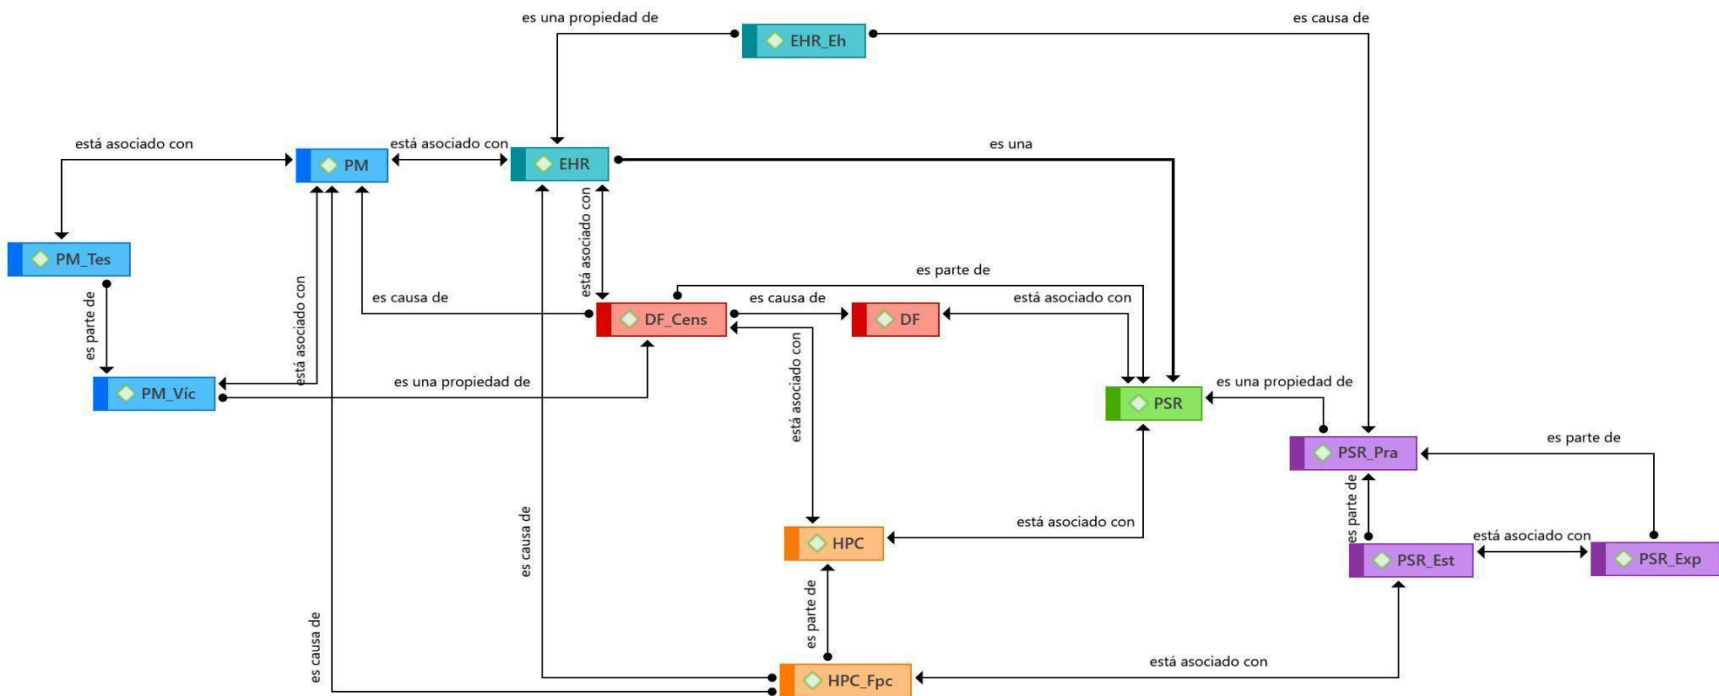 es una propiedad de
es causa de
EHR_Eh
está asociado con
está asociado con
es una
PM
EHR
está asociado con
PM_Tes
es parte de
es causa de
es causa de
está asociado con
DF_Cens
DF
está asociado con
es parte de
está asociado con
PM_Víc
es una propiedad de
es una propiedad de
PSR
es parte de
PSR_Pra
es parte de
está asociado con
HPC
está asociado con
PSR_Est
PSR_Exp
es causa de
es parte de
es causa de
está asociado con
HPC_Fpc